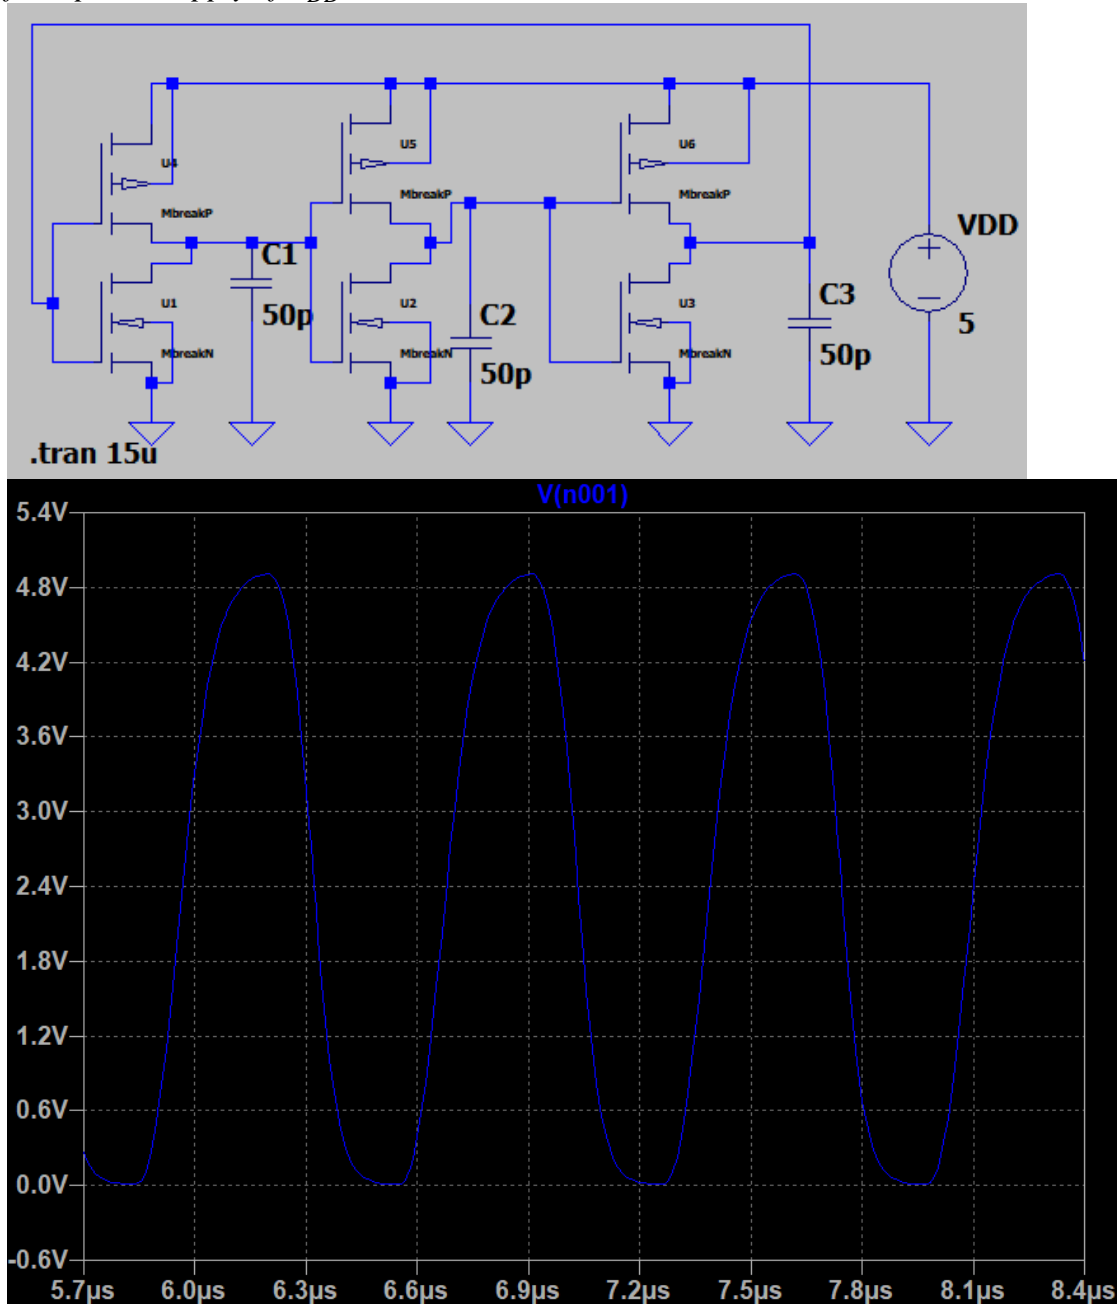 U4
U5
U6
MbreakP
MbreakP
MbreakP
VDD
C1
C3
U1
U2
C2
U3
50p
5
MbreakN
MbreakN
MbreakN
50p
50p
.tran 15u
V(n001)
5.4V
4.8V
4.2V
3.6V
3.0V
2.4V
1.8V
1.2V
0.6V
0.0V
-0.6V
5.7µs 6.0µs 6.3µs 6.6µs 6.9µs 7.2µs 7.5µs 7.8µs 8.1µs 8.4µs